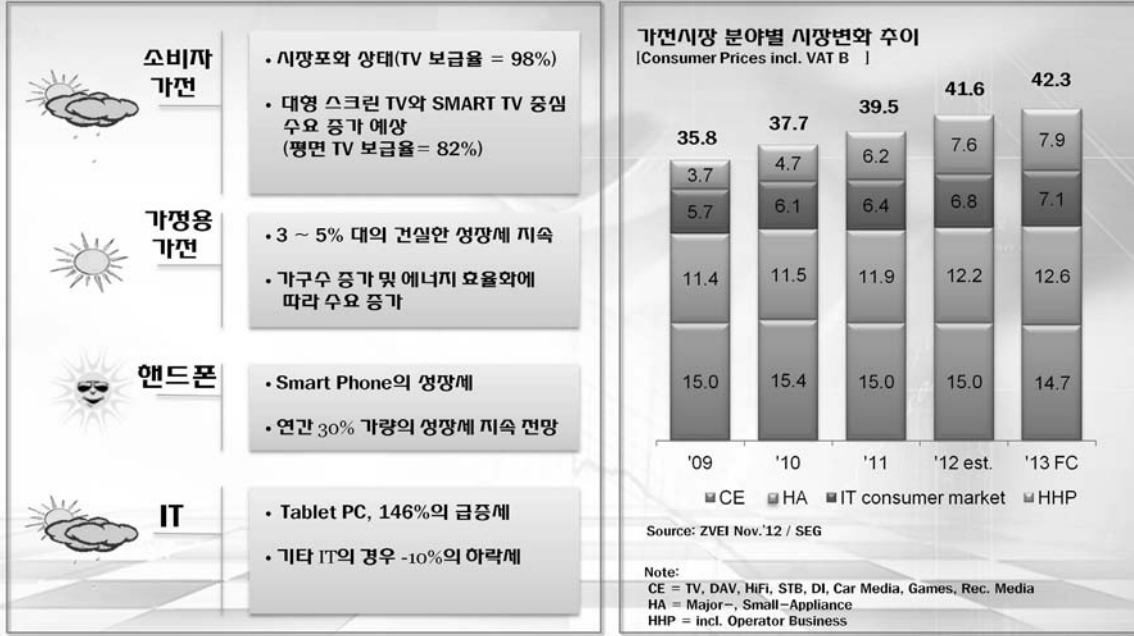 소비자
가전
• 시장포화 상태(TV 보급율 = 98%)
• 대형 스크린 TV와 SMART TV 중심
수요 증가 예상
(평면 TV 보급율= 82%)
가정용
가전
• 3 ~ 5% 대의 건실한 성장세 지속
• 가구수 증가 및 에너지 효율화에
따라 수요 증가
핸드폰
• Smart Phone의 성장세
• 연간 30% 가량의 성장세 지속 전망
IT
• Tablet PC, 146%의 급증세
• 기타 IT의 경우 -10%의 하락세
가전시장 분야별 시장변화 추이
[Consumer Prices incl. VAT B ]
35.8 37.7 39.5 41.6 42.3
3.7 4.7 6.2 7.6 7.9
5.7 6.1 6.4 6.8 7.1
11.4 11.5 11.9 12.2 12.6
15.0 15.4 15.0 15.0 14.7
'09 '10 '11 '12 est. '13 FC
CE HA IT consumer market HHP
Source: ZVEI Nov.'12 / SEG
Note:
CE = TV, DAV, HiFi, STB, DI, Car Media, Games, Rec. Media
HA = Major-, Small-Appliance
HHP = incl. Operator Business